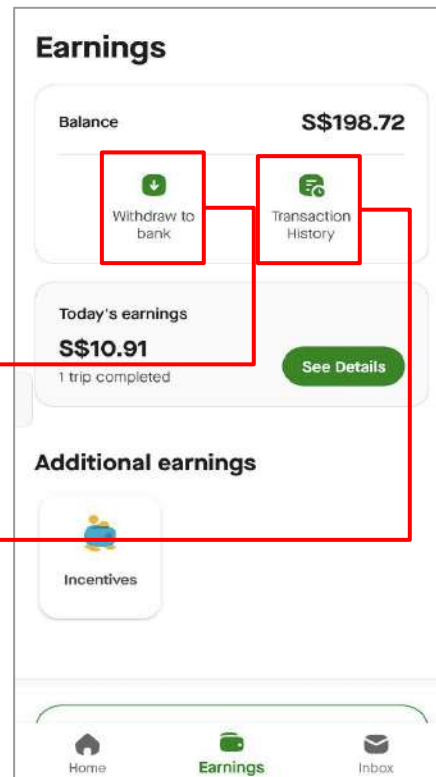 Earnings
Balance S$198.72
Withdraw to
bank
Transaction
History
Today's earnings
S$10.91
1 trip completed
See Details
Additional earnings
Incentives
Home Earnings Inbox